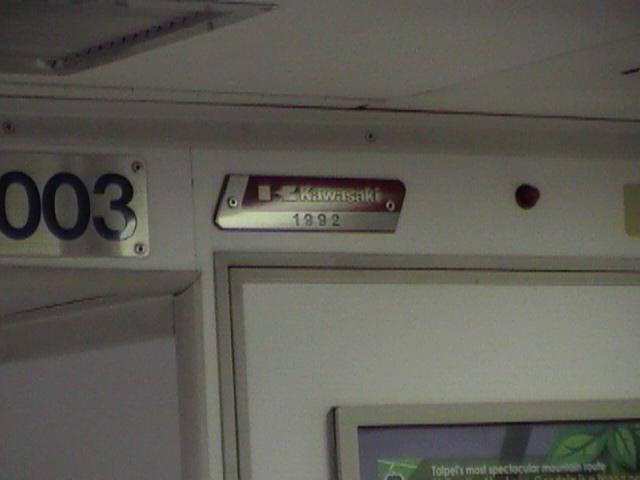 003
Kawasaki
1992
Taipei's most spectacular mountain route